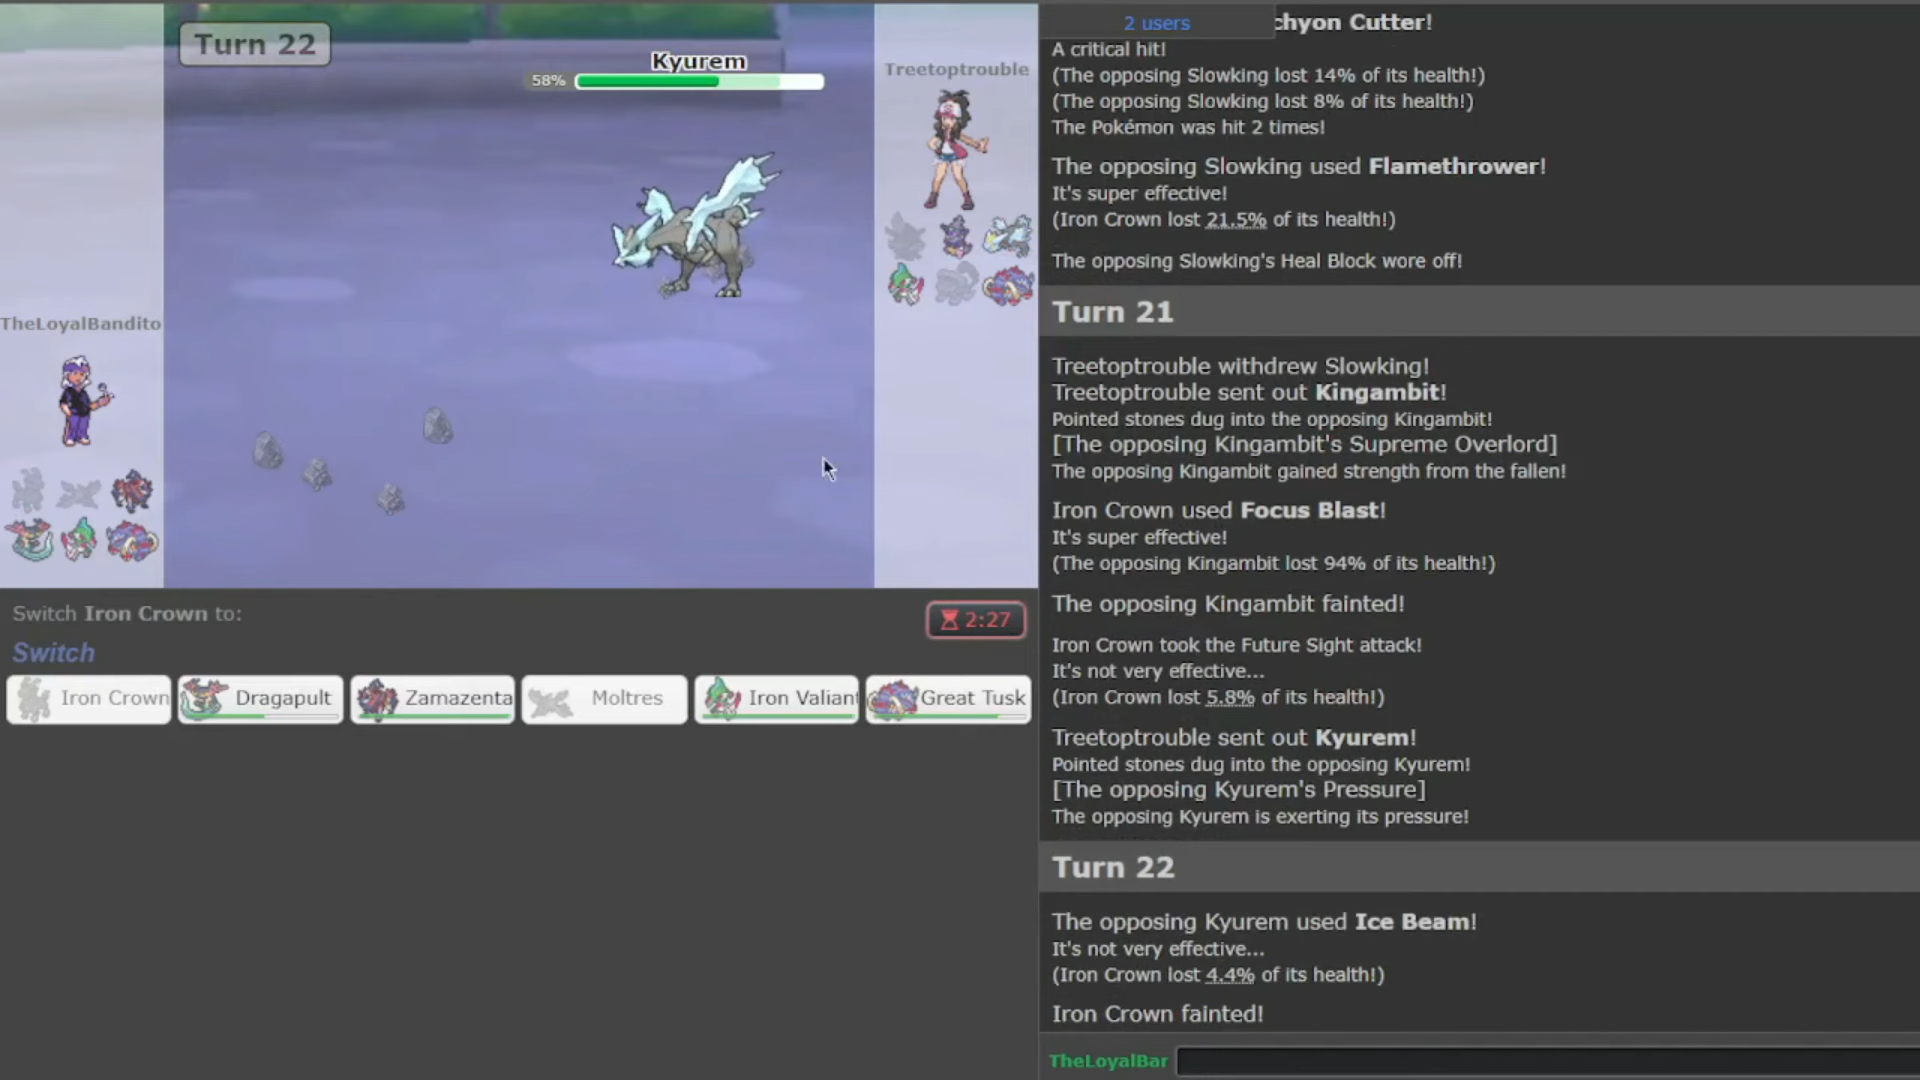 Turn 22
Kyurem
58%
Treetoptrouble
TheLoyalBandito
Switch Iron Crown to:
2:27
Switch
Iron Crown
Dragapult
Zamazenta
Moltres
Iron Valiant
Great Tusk
2 users
chyon Cutter!
A critical hit!
(The opposing Slowking lost 14% of its health!)
(The opposing Slowking lost 8% of its health!)
The Pokémon was hit 2 times!
The opposing Slowking used Flamethrower!
It's super effective!
(Iron Crown lost 21.5% of its health!)
The opposing Slowking's Heal Block wore off!
Turn 21
Treetoptrouble withdrew Slowking!
Treetoptrouble sent out Kingambit!
Pointed stones dug into the opposing Kingambit!
[The opposing Kingambit's Supreme Overlord]
The opposing Kingambit gained strength from the fallen!
Iron Crown used Focus Blast!
It's super effective!
(The opposing Kingambit lost 94% of its health!)
The opposing Kingambit fainted!
Iron Crown took the Future Sight attack!
It's not very effective...
(Iron Crown lost 5.8% of its health!)
Treetoptrouble sent out Kyurem!
Pointed stones dug into the opposing Kyurem!
[The opposing Kyurem's Pressure]
The opposing Kyurem is exerting its pressure!
Turn 22
The opposing Kyurem used Ice Beam!
It's not very effective...
(Iron Crown lost 4.4% of its health!)
Iron Crown fainted!
TheLoyalBar